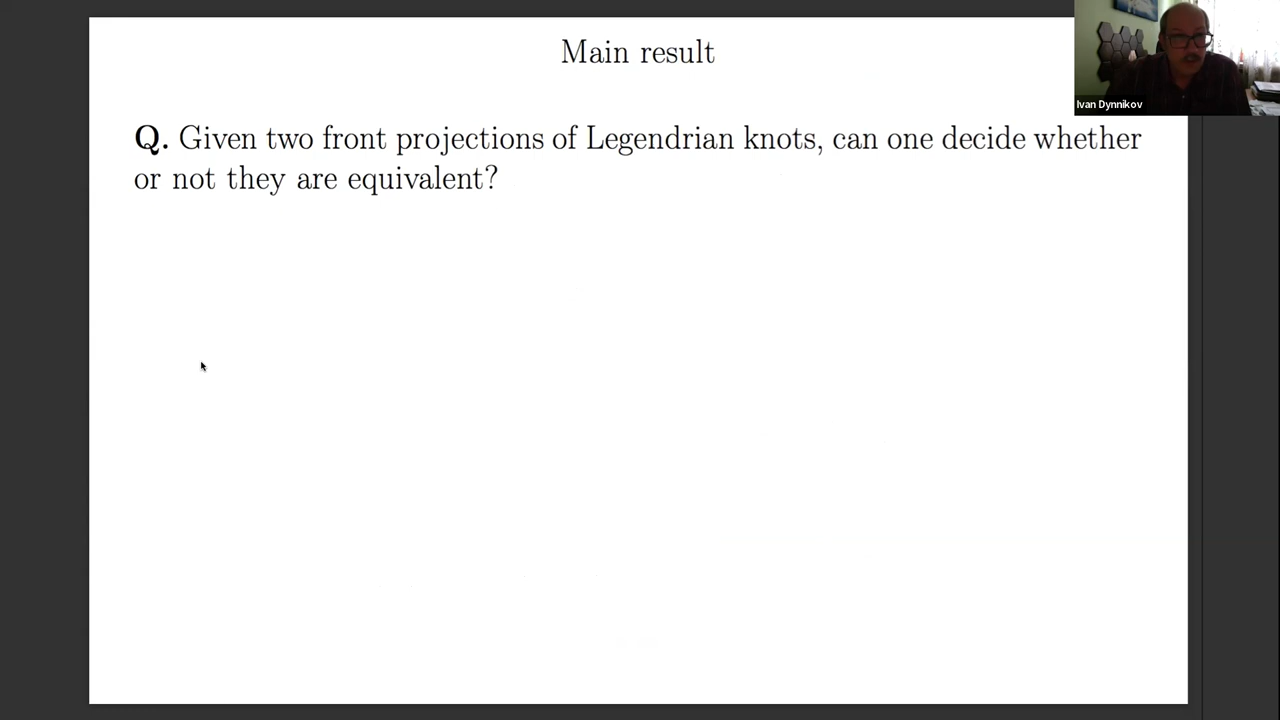 Main result
Ivan Dynnikov
Q. Given two front projections of Legendrian knots, can one decide whether
or not they are equivalent?